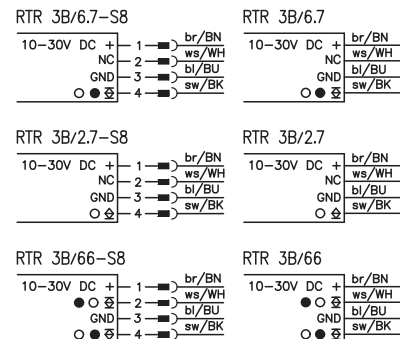 RTR 3B/6.7-S8
10-30V DC + 1 br/BN
NC 2 ws/WH
GND 3 bl/BU
4 sw/BK
RTR 3B/6.7
10-30V DC + br/BN
NC ws/WH
GND bl/BU
sw/BK
RTR 3B/2.7-S8
10-30V DC + 1 br/BN
NC 2 ws/WH
GND 3 bl/BU
4 sw/BK
RTR 3B/2.7
10-30V DC + br/BN
NC ws/WH
GND bl/BU
sw/BK
RTR 3B/66-S8
10-30V DC + 1 br/BN
2 ws/WH
GND 3 bl/BU
4 sw/BK
RTR 3B/66
10-30V DC + br/BN
ws/WH
GND bl/BU
sw/BK